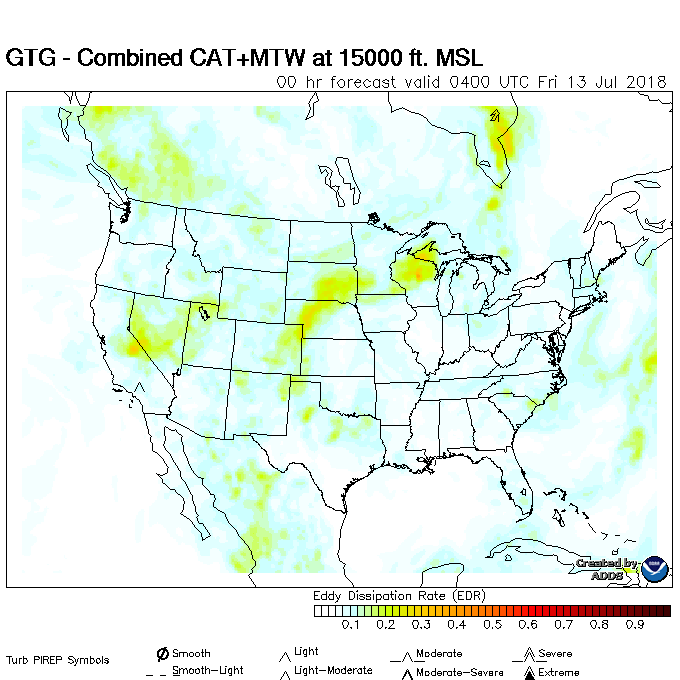 GTG - Combined CAT+MTW at 15000 ft. MSL
00 hr forecast valid 0400 UTC Fri 13 Jul 2018
Created by
ADDS
Eddy Dissipation Rate (EDR)
0.1 0.2 0.3 0.4 0.5 0.6 0.7 0.8 0.9
Turb PIREP Symbols
Smooth Light Moderate Severe
Smooth-Light Light-Moderate Moderate-Severe Extreme